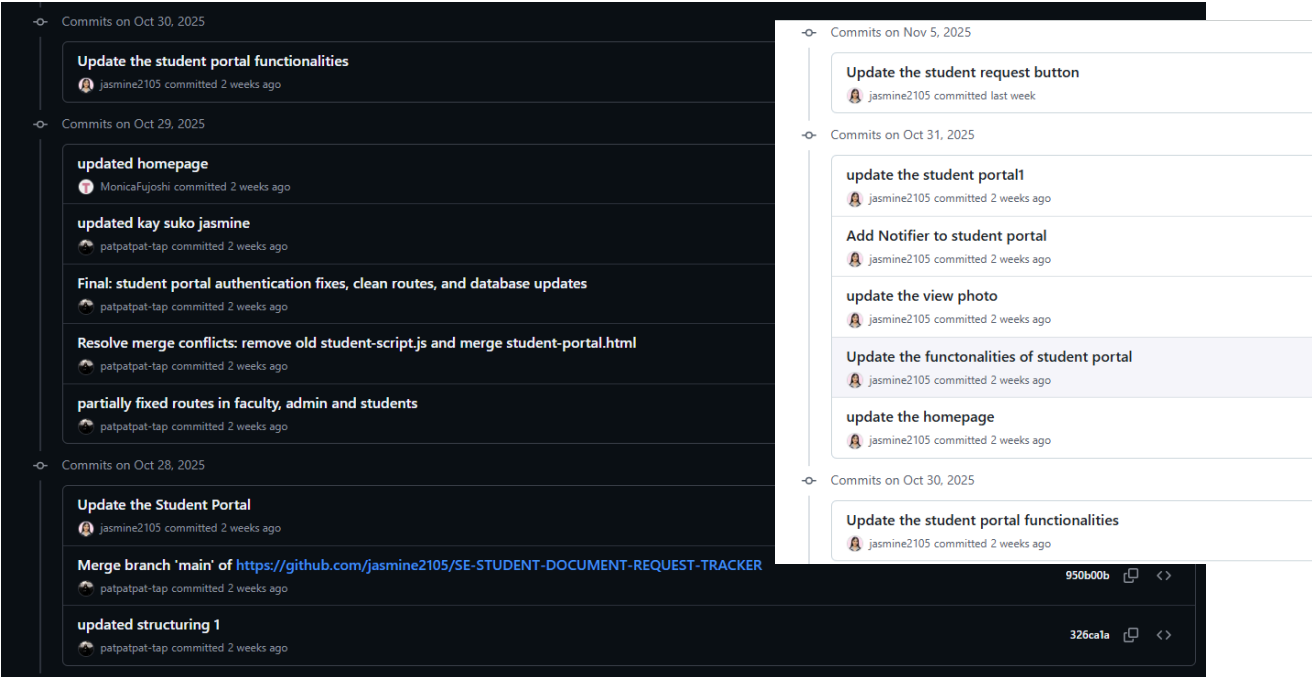 Commits on Oct 30, 2025
Update the student portal functionalities
jasmine2105 committed 2 weeks ago
Commits on Oct 29, 2025
updated homepage
MonicaFujoshi committed 2 weeks ago
updated kay suko jasmine
patpatpat-tap committed 2 weeks ago
Final: student portal authentication fixes, clean routes, and database updates
patpatpat-tap committed 2 weeks ago
Resolve merge conflicts: remove old student-script.js and merge student-portal.html
patpatpat-tap committed 2 weeks ago
partially fixed routes in faculty, admin and students
patpatpat-tap committed 2 weeks ago
Commits on Oct 28, 2025
Update the Student Portal
jasmine2105 committed 2 weeks ago
Merge branch 'main' of https://github.com/jasmine2105/SE-STUDENT-DOCUMENT-REQUEST-TRACKER
patpatpat-tap committed 2 weeks ago
950b00b
updated structuring 1
patpatpat-tap committed 2 weeks ago
326ca1a
Commits on Nov 5, 2025
Update the student request button
jasmine2105 committed last week
Commits on Oct 31, 2025
update the student portal1
jasmine2105 committed 2 weeks ago
Add Notifier to student portal
jasmine2105 committed 2 weeks ago
update the view photo
jasmine2105 committed 2 weeks ago
Update the functonalities of student portal
jasmine2105 committed 2 weeks ago
update the homepage
jasmine2105 committed 2 weeks ago
Commits on Oct 30, 2025
Update the student portal functionalities
jasmine2105 committed 2 weeks ago